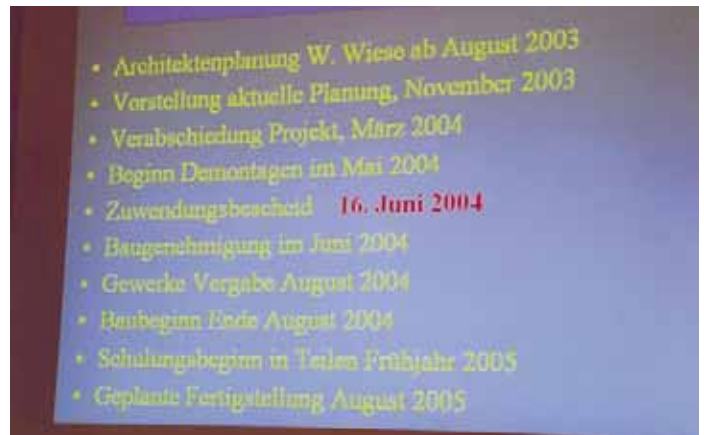 • Architektenplanung W. Wiese ab August 2003
• Vorstellung aktuelle Planung, November 2003
• Verabschiedung Projekt, März 2004
• Beginn Demontagen im Mai 2004
• Zuwendungsbescheid 16. Juni 2004
• Baugenehmigung im Juni 2004
• Gewerke Vergabe August 2004
• Baubeginn Ende August 2004
• Schulungsbeginn in Teilen Frühjahr 2005
• Geplante Fertigstellung August 2005